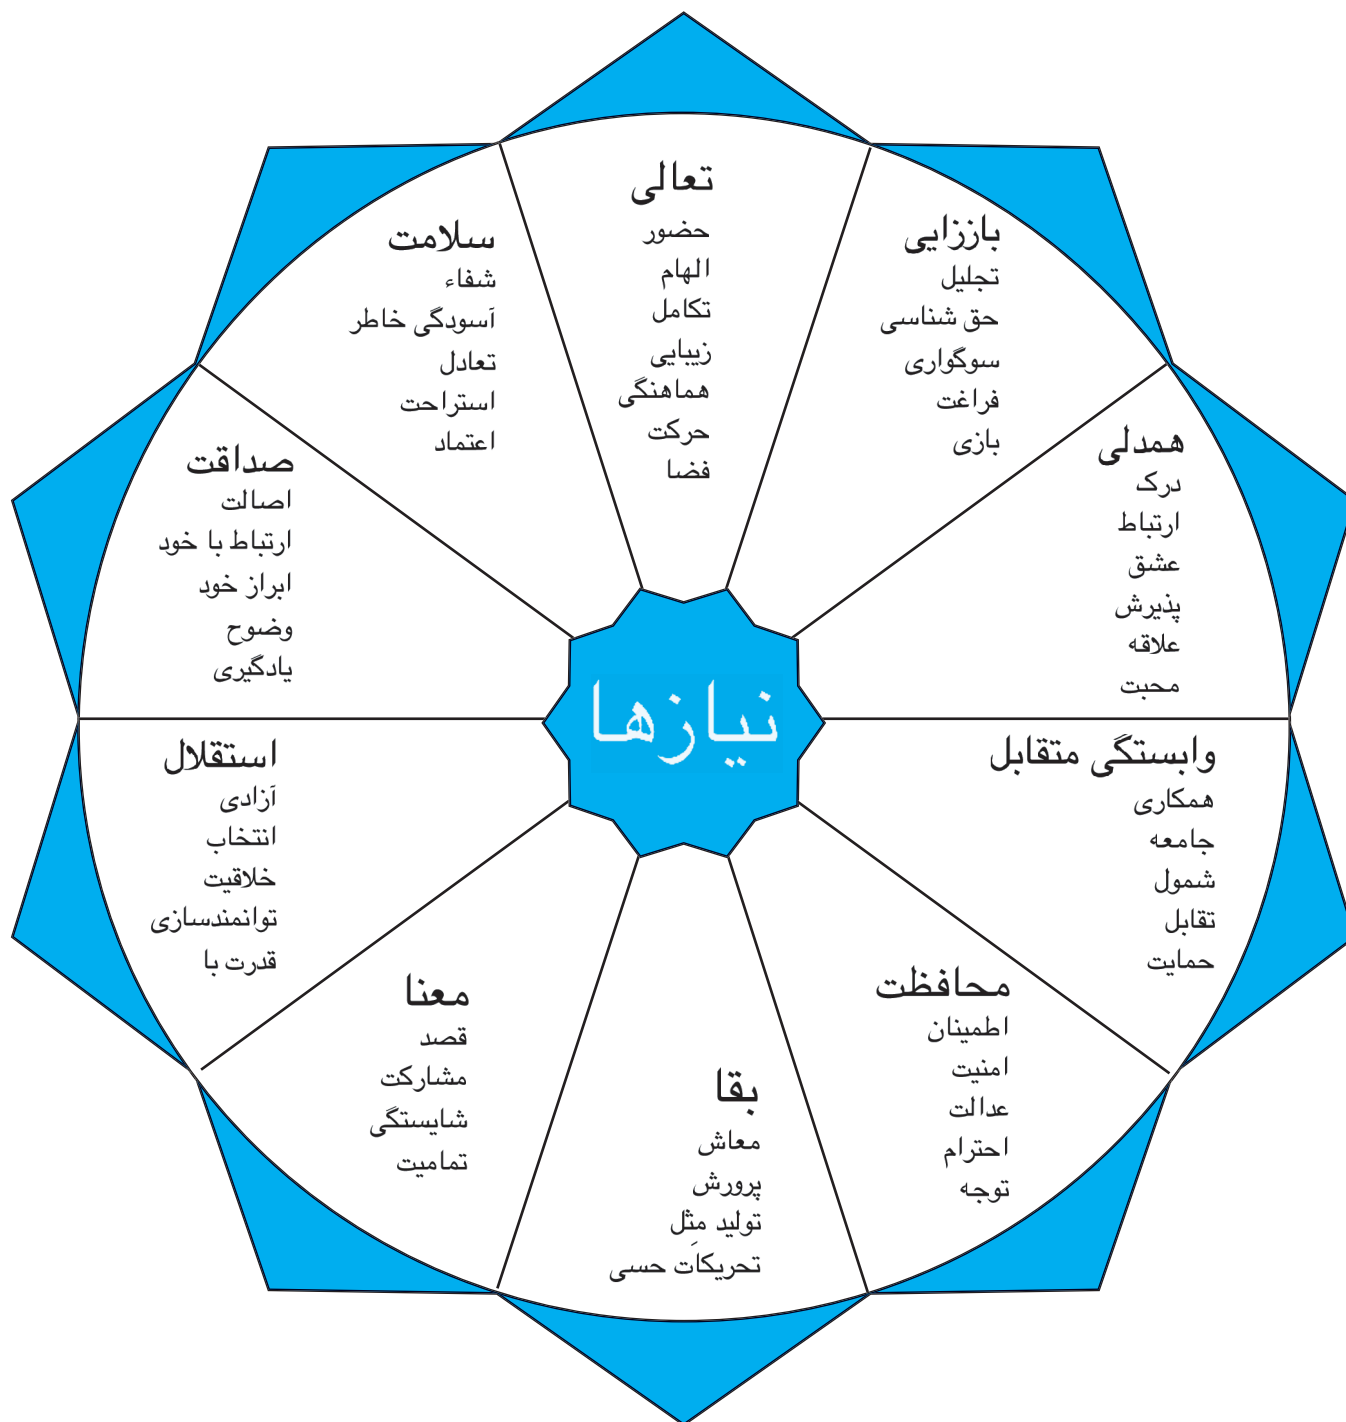 تعالی
حضور
الهام
تکامل
زیبایی
هماهنگی
حرکت
فضا
باززایی
تجلیل
حق شناسی
سوگواری
فراغت
بازی
همدلی
درک
ارتباط
عشق
پذیرش
علاقه
محبت
وابستگی متقابل
همکاری
جامعه
شمول
تقابل
حمایت
محافظت
اطمینان
امنیت
عدالت
احترام
توجه
بقا
معاش
پرورش
تولید مثل
تحریکات حسی
معنا
قصد
مشارکت
شایستگی
تمامیت
استقلال
آزادی
انتخاب
خلاقیت
توانمندسازی
قدرت با
صداقت
اصالت
ارتباط با خود
ابراز خود
وضوح
یادگیری
سلامت
شفاء
آسودگی خاطر
تعادل
استراحت
اعتماد
نیازها